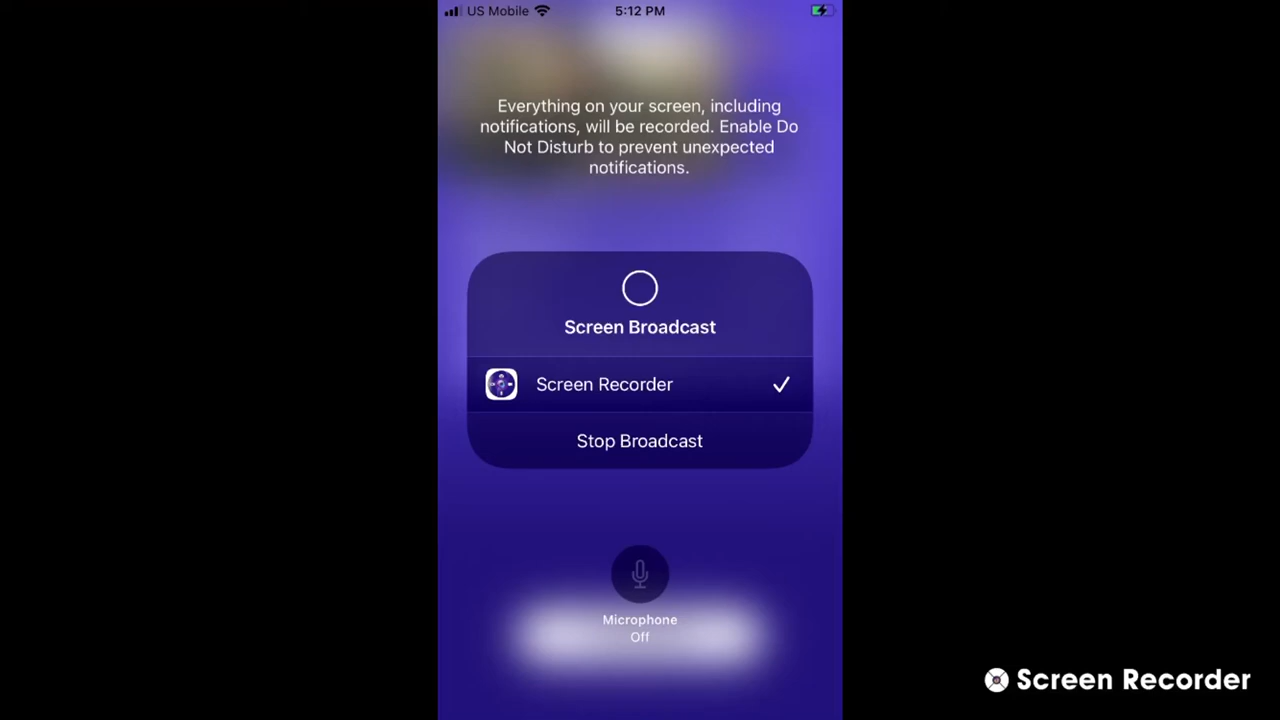 US Mobile 5:12 PM
Everything on your screen, including
notifications, will be recorded. Enable Do
Not Disturb to prevent unexpected
notifications.
Screen Broadcast
Screen Recorder
Stop Broadcast
Microphone
Off
Screen Recorder